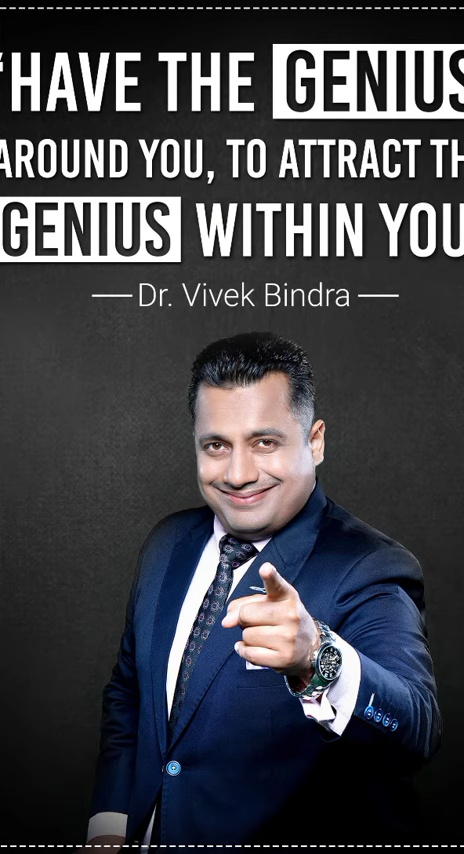 "HAVE THE GENIUS
AROUND YOU, TO ATTRACT TH
GENIUS WITHIN YOU
Dr. Vivek Bindra